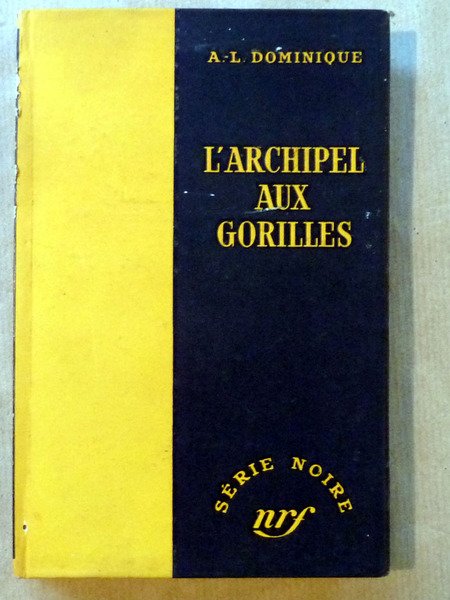 A.-L. DOMINIQUE
L'ARCHIPEL
AUX
GORILLES
SÉRIE NOIRE
nrf